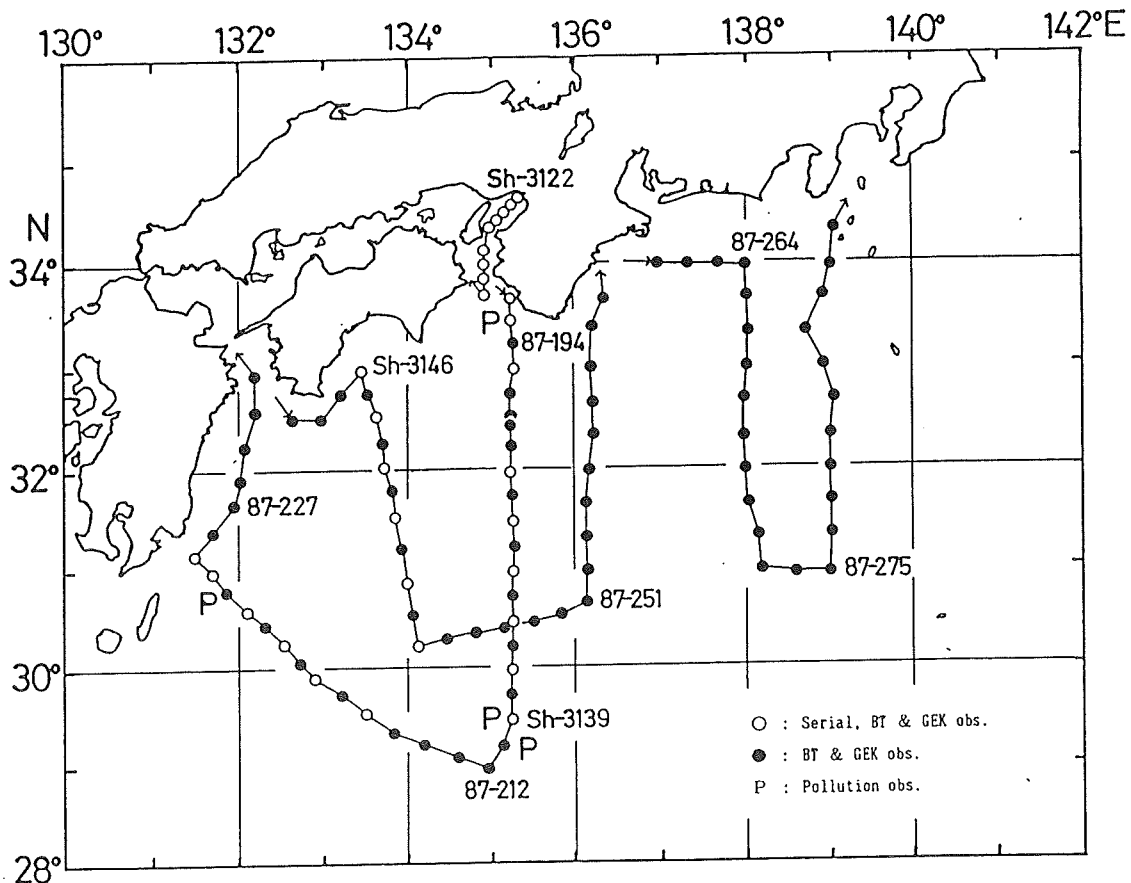 130° 132° 134° 136° 138° 140° 142°E
Sh-3122
N
34°
87-264
P
87-194
Sh-3146
32°
87-227
87-275
P
87-251
30°
P Sh-3139
P
87-212
○ : Serial, BT & GEK obs.
● : BT & GEK obs.
P : Pollution obs.
28°